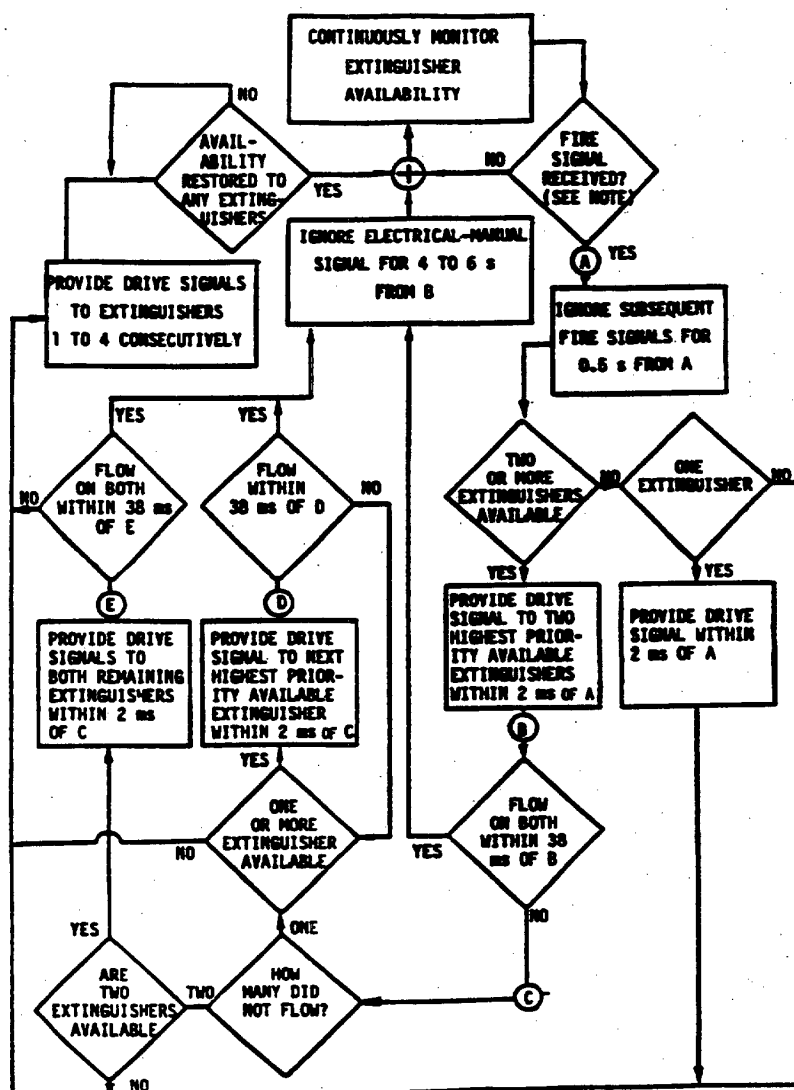 CONTINUOUSLY MONITOR
EXTINGUISHER
AVAILABILITY
NO
AVAIL-
ABILITY
RESTORED TO
ANY EXTING-
UISHERS
YES
NO
FIRE
SIGNAL
RECEIVED?
(SEE NOTE)
A
YES
IGNORE ELECTRICAL-MANUAL
SIGNAL FOR 4 TO 6 s
FROM B
PROVIDE DRIVE SIGNALS
TO EXTINGUISHERS
1 TO 4 CONSECUTIVELY
IGNORE SUBSEQUENT
FIRE SIGNALS FOR
0.5 s FROM A
YES
YES
FLOW
ON BOTH
WITHIN 38 ms
OF E
NO
FLOW
WITHIN
38 ms OF D
NO
TWO
OR MORE
EXTINGUISHERS
AVAILABLE
NO
ONE
EXTINGUISHER
NO
YES
YES
E
D
PROVIDE DRIVE
SIGNALS TO
BOTH REMAINING
EXTINGUISHERS
WITHIN 2 ms
OF C
PROVIDE DRIVE
SIGNAL TO NEXT
HIGHEST PRIOR-
ITY AVAILABLE
EXTINGUISHER
WITHIN 2 ms OF C
PROVIDE DRIVE
SIGNAL TO TWO
HIGHEST PRIOR-
ITY AVAILABLE
EXTINGUISHERS
WITHIN 2 ms OF A
PROVIDE DRIVE
SIGNAL WITHIN
2 ms OF A
B
YES
ONE
OR MORE
EXTINGUISHER
AVAILABLE
NO
FLOW
ON BOTH
WITHIN 38
ms OF B
YES
NO
YES
ONE
C
ARE
TWO
EXTINGUISHERS
AVAILABLE
TWO
HOW
MANY DID
NOT FLOW?
NO